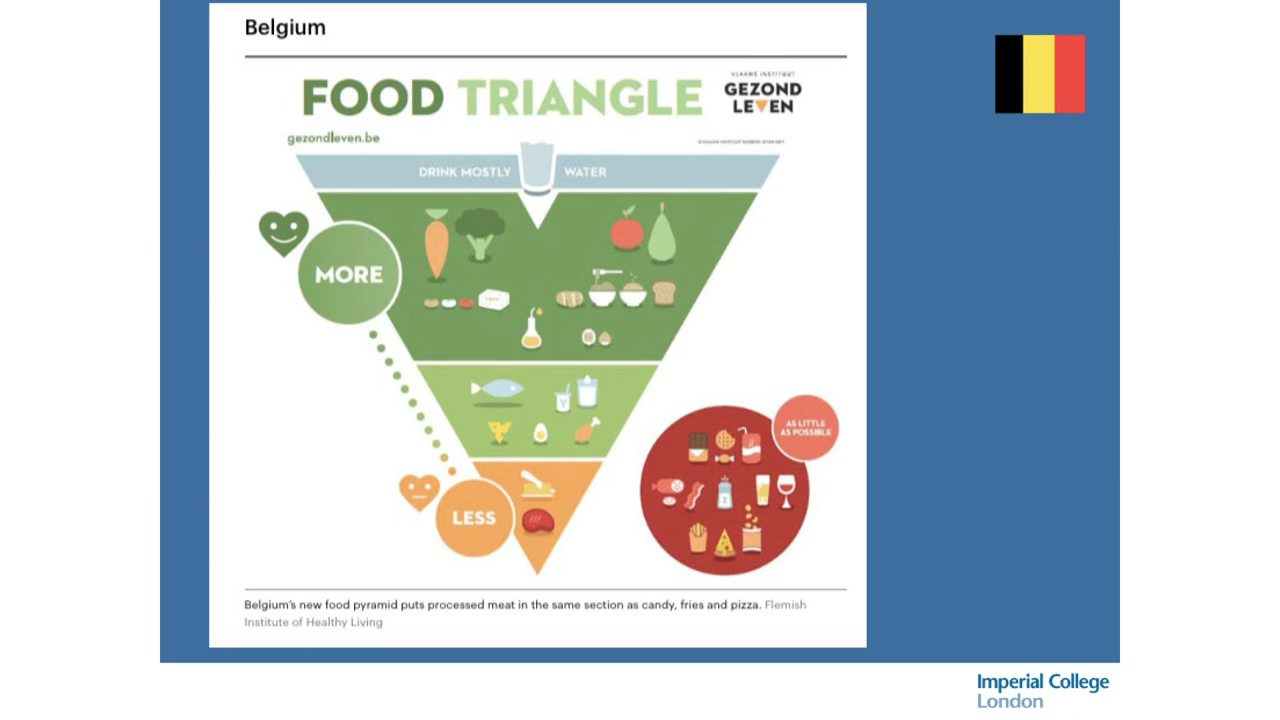 Belgium
FOOD TRIANGLE
VLAAMS INSTITUUT
GEZOND
LEVEN
gezondleven.be
DRINK MOSTLY WATER
MORE
AS LITTLE
AS POSSIBLE
LESS
Belgium's new food pyramid puts processed meat in the same section as candy, fries and pizza. Flemish
Institute of Healthy Living
Imperial College
London